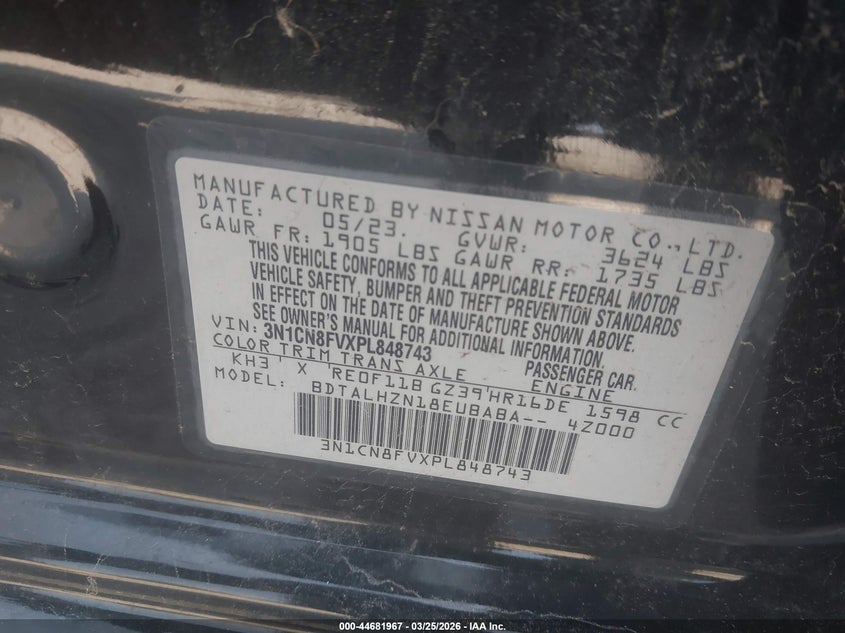 MANUFACTURED BY NISSAN MOTOR CO., LTD.
DATE: 05/23. GVWR: 3624 LBS
GAWR FR: 1905 LBS GAWR RR: 1735 LBS
THIS VEHICLE CONFORMS TO ALL APPLICABLE FEDERAL MOTOR
VEHICLE SAFETY, BUMPER AND THEFT PREVENTION STANDARDS
IN EFFECT ON THE DATE OF MANUFACTURE SHOWN ABOVE.
SEE OWNER'S MANUAL FOR ADDITIONAL INFORMATION.
VIN: 3N1CN8FVXPL848743 PASSENGER CAR.
COLOR TRIM TRANS AXLE ENGINE
KH3 X RE0F11B GZ39 HR16DE 1598 CC
MODEL: BDTALHZN18EUBABA-- 4Z000
3N1CN8FVXPL848743
000-44681967 - 03/25/2026 - IAA Inc.